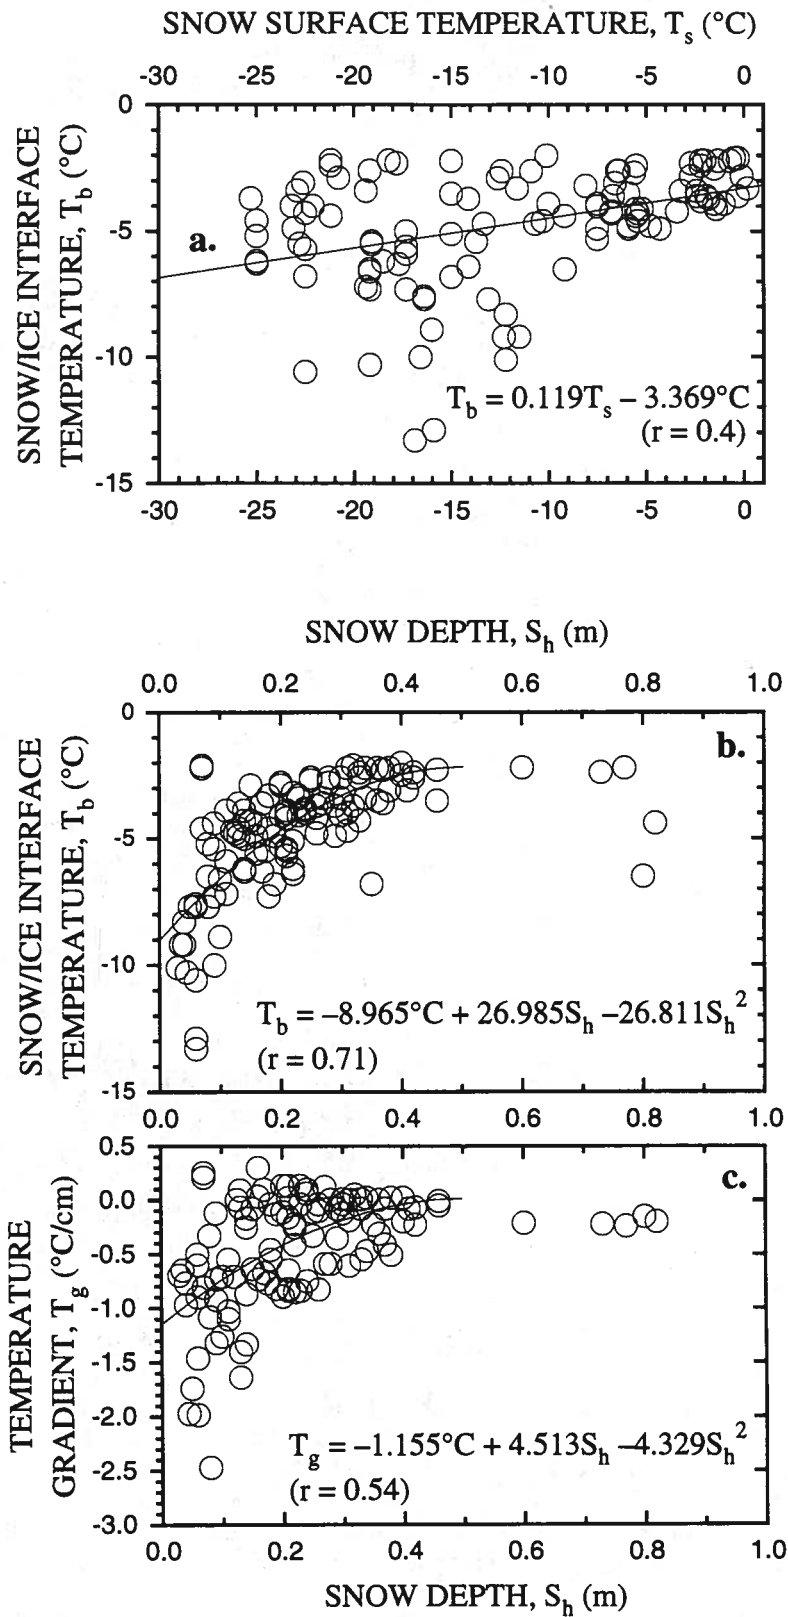 SNOW SURFACE TEMPERATURE, Ts (°C)
-30 -25 -20 -15 -10 -5 0
0
-5
-10
-15
SNOW/ICE INTERFACE
TEMPERATURE, Tb (°C)
a.
Tb = 0.119Ts – 3.369°C
(r = 0.4)
-30 -25 -20 -15 -10 -5 0
SNOW DEPTH, Sh (m)
0.0 0.2 0.4 0.6 0.8 1.0
0
-5
-10
-15
SNOW/ICE INTERFACE
TEMPERATURE, Tb (°C)
b.
Tb = –8.965°C + 26.985Sh –26.811Sh²
(r = 0.71)
0.0 0.2 0.4 0.6 0.8 1.0
0.5
0.0
-0.5
-1.0
-1.5
-2.0
-2.5
-3.0
TEMPERATURE
GRADIENT, Tg (°C/cm)
c.
Tg = –1.155°C + 4.513Sh –4.329Sh²
(r = 0.54)
0.0 0.2 0.4 0.6 0.8 1.0
SNOW DEPTH, Sh (m)